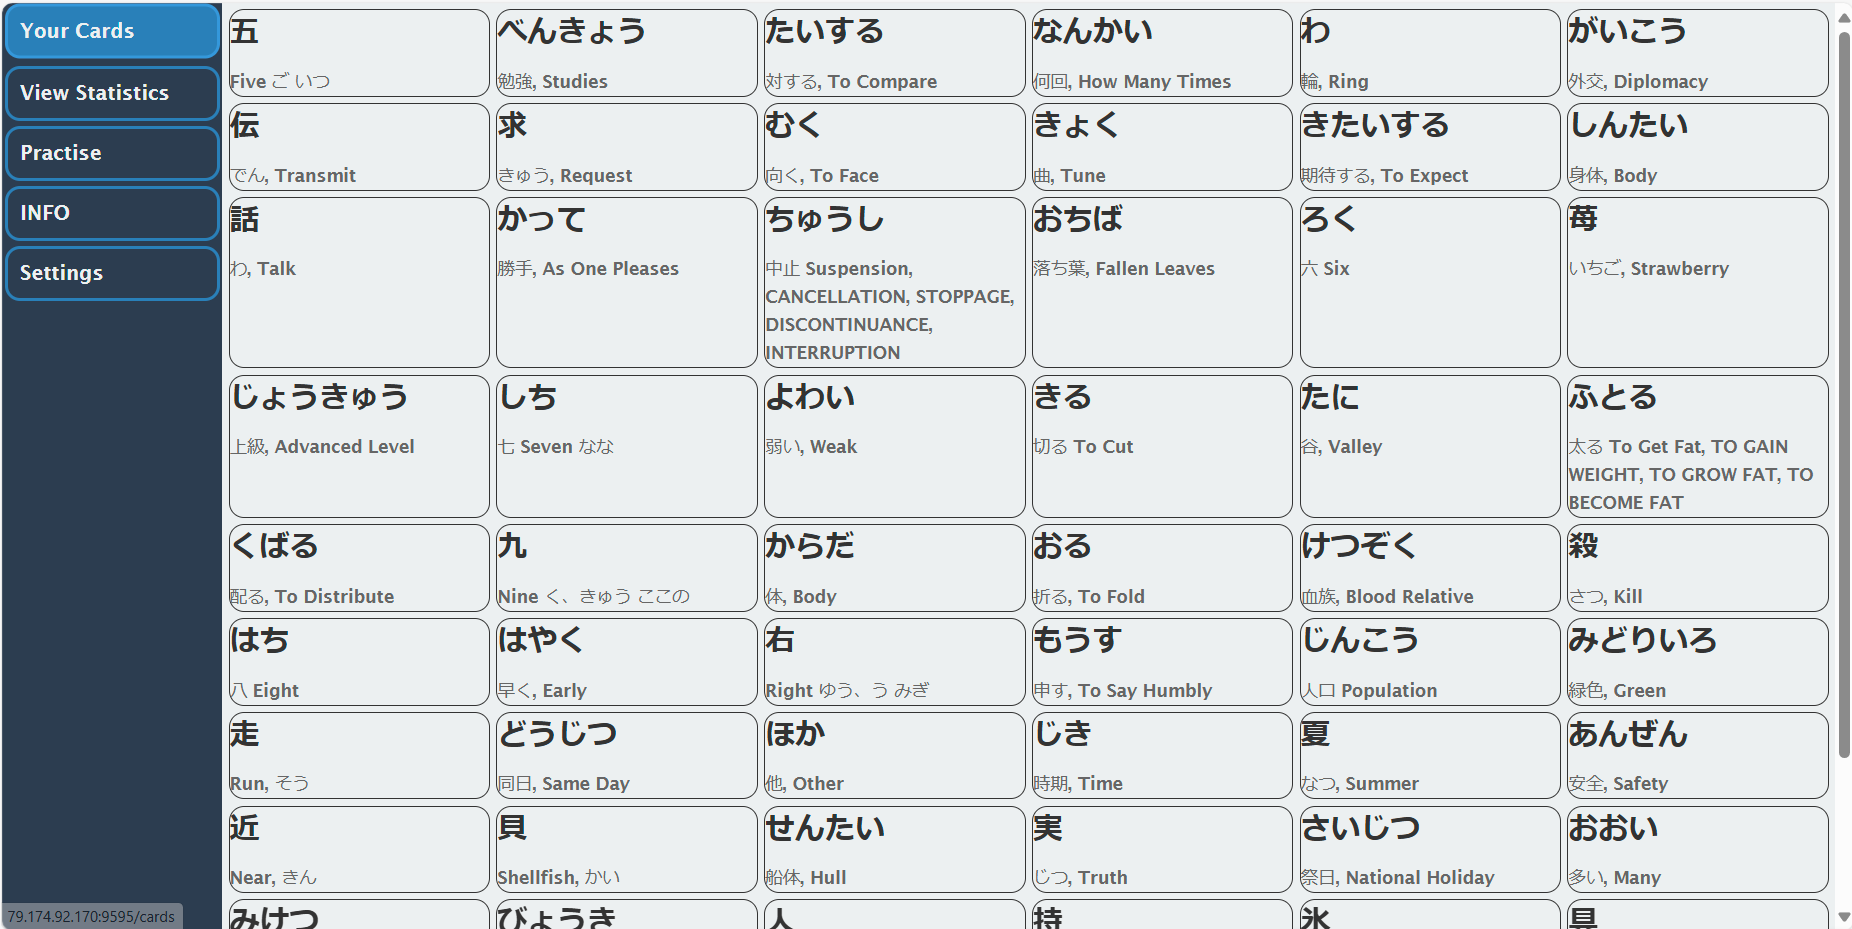 Your Cards
View Statistics
Practise
INFO
Settings
五
Five ご いつ
べんきょう
勉強, Studies
たいする
対する, To Compare
なんかい
何回, How Many Times
わ
輪, Ring
がいこう
外交, Diplomacy
伝
でん, Transmit
求
きゅう, Request
むく
向く, To Face
きょく
曲, Tune
きたいする
期待する, To Expect
しんたい
身体, Body
話
わ, Talk
かって
勝手, As One Pleases
ちゅうし
中止 Suspension,
CANCELLATION, STOPPAGE,
DISCONTINUANCE,
INTERRUPTION
おちば
落ち葉, Fallen Leaves
ろく
六 Six
苺
いちご, Strawberry
じょうきゅう
上級, Advanced Level
しち
七 Seven なな
よわい
弱い, Weak
きる
切る To Cut
たに
谷, Valley
ふとる
太る To Get Fat, TO GAIN
WEIGHT, TO GROW FAT, TO
BECOME FAT
くばる
配る, To Distribute
九
Nine く、きゅう ここの
からだ
体, Body
おる
折る, To Fold
けつぞく
血族, Blood Relative
殺
さつ, Kill
はち
八 Eight
はやく
早く, Early
右
Right ゆう、う みぎ
もうす
申す, To Say Humbly
じんこう
人口 Population
みどりいろ
緑色, Green
走
Run, そう
どうじつ
同日, Same Day
ほか
他, Other
じき
時期, Time
夏
なつ, Summer
あんぜん
安全, Safety
近
Near, きん
貝
Shellfish, かい
せんたい
船体, Hull
実
じつ, Truth
さいじつ
祭日, National Holiday
おおい
多い, Many
みけつ
びょうき
人
持
氷
79.174.92.170:9595/cards